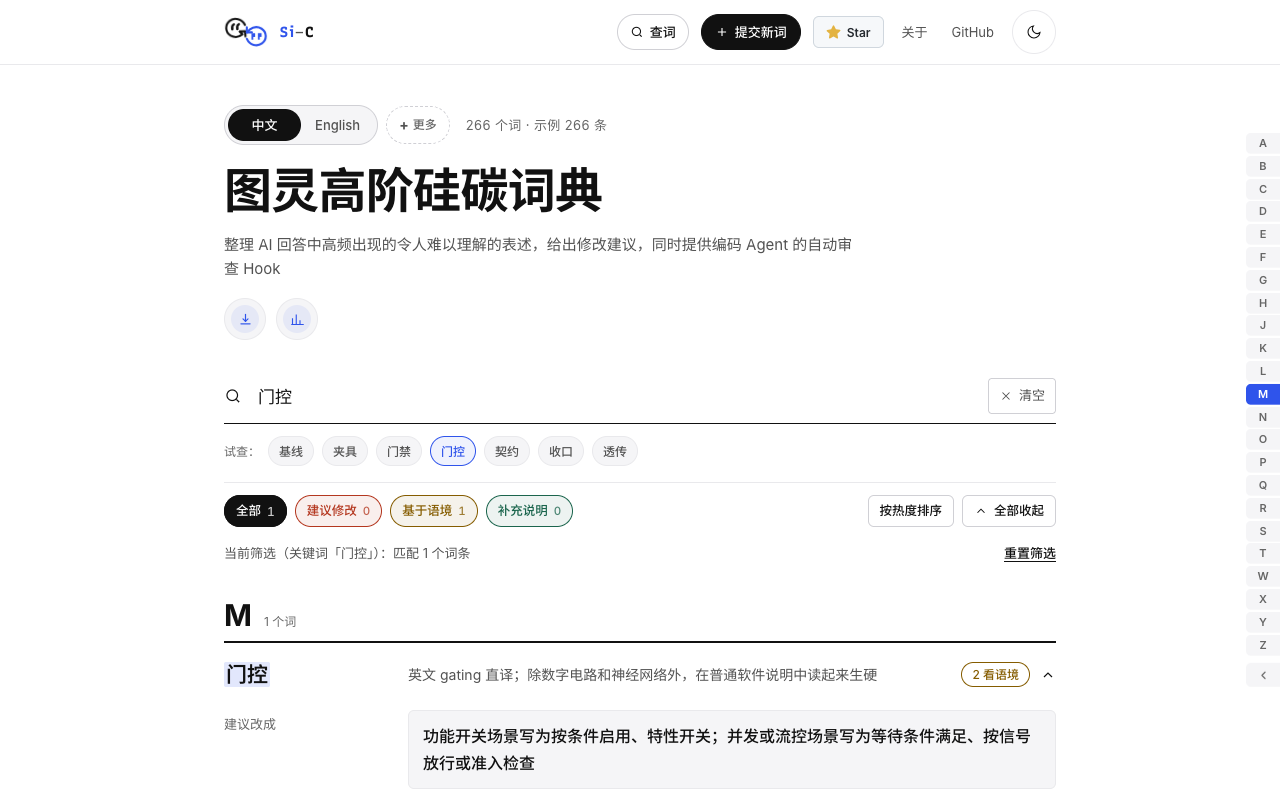 Si-C
查词
提交新词
Star
关于
GitHub
中文
English
+ 更多
266 个词 · 示例 266 条
图灵高阶硅碳词典
整理 AI 回答中高频出现的令人难以理解的表述，给出修改建议，同时提供编码 Agent 的自动审
查 Hook
门控
清空
试查：
基线
夹具
门禁
门控
契约
收口
透传
全部 1
建议修改 0
基于语境 1
补充说明 0
按热度排序
全部收起
当前筛选（关键词「门控」）：匹配 1 个词条
重置筛选
M
1 个词
门控
英文 gating 直译；除数字电路和神经网络外，在普通软件说明中读起来生硬
2 看语境
建议改成
功能开关场景写为按条件启用、特性开关；并发或流控场景写为等待条件满足、按信号
放行或准入检查
A
B
C
D
E
F
G
H
J
K
L
M
N
O
P
Q
R
S
T
W
X
Y
Z